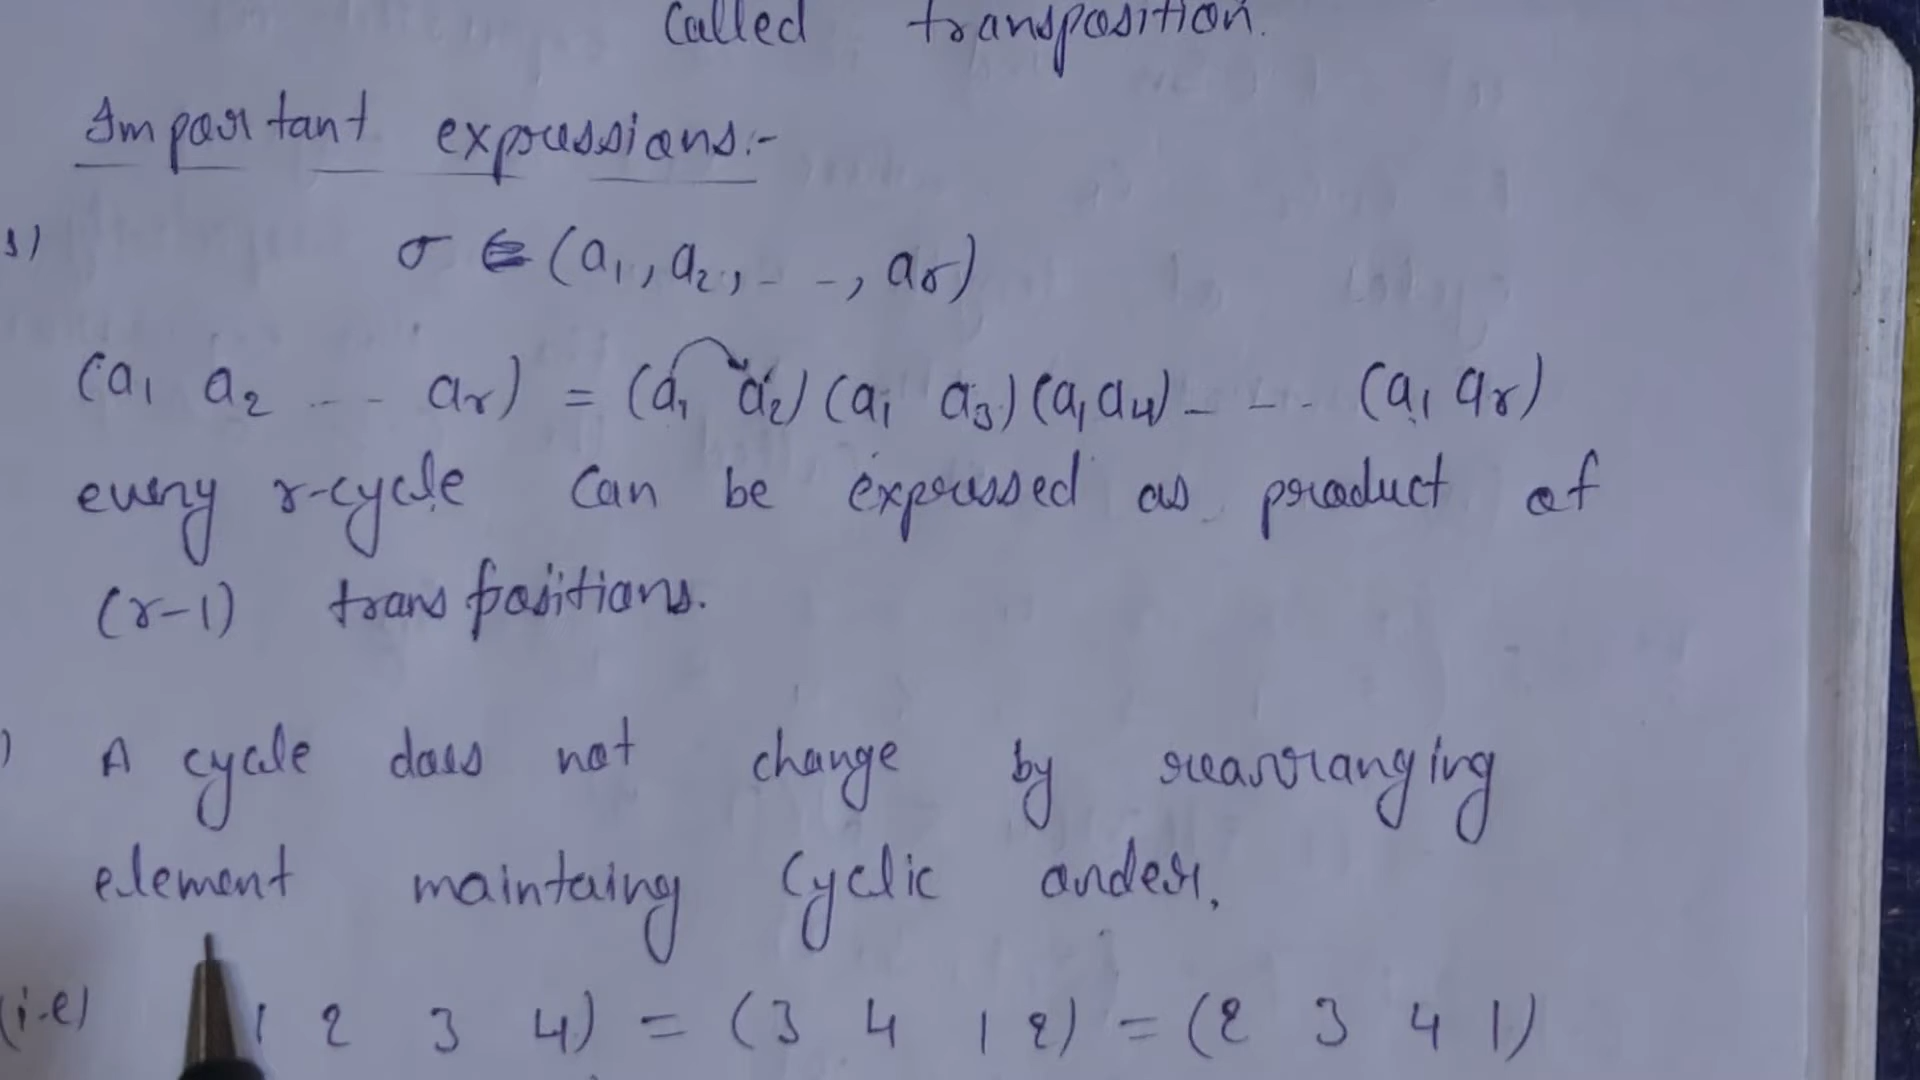 Called transposition.
Important expressions:-
1) σ ∈ (a₁, a₂, - - -, aᵣ)
(a₁ a₂ - - - aᵣ) = (a₁ a₂) (a₁ a₃) (a₁ a₄) - - - (a₁ aᵣ)
every r-cycle can be expressed as product of
(r-1) transpositions.
) A cycle does not change by rearranging
element maintaing cyclic order.
(i.e) 1 2 3 4) = (3 4 1 2) = (2 3 4 1)